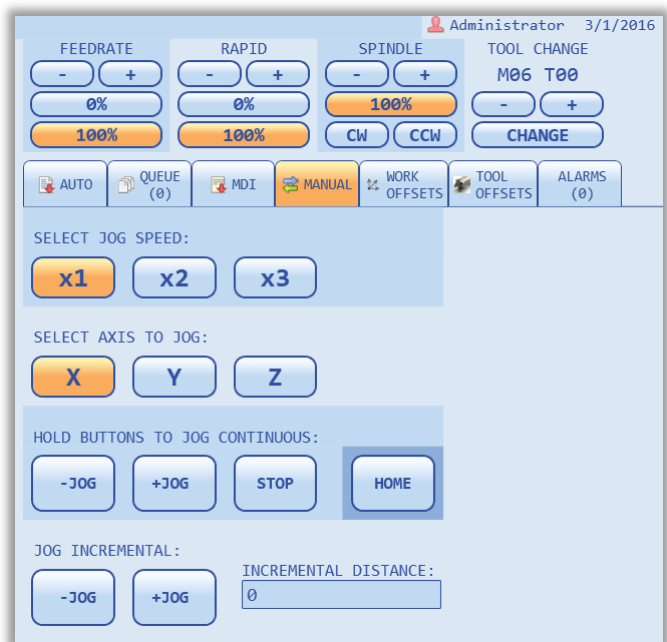 Administrator 3/1/2016
FEEDRATE RAPID SPINDLE TOOL CHANGE
- + - + - + M06 T00
0% 0% 100% - +
100% 100% CW CCW CHANGE
AUTO QUEUE (0) MDI MANUAL WORK OFFSETS TOOL OFFSETS ALARMS (0)
SELECT JOG SPEED:
x1 x2 x3
SELECT AXIS TO JOG:
X Y Z
HOLD BUTTONS TO JOG CONTINUOUS:
-JOG +JOG STOP HOME
JOG INCREMENTAL:
INCREMENTAL DISTANCE:
-JOG +JOG 0